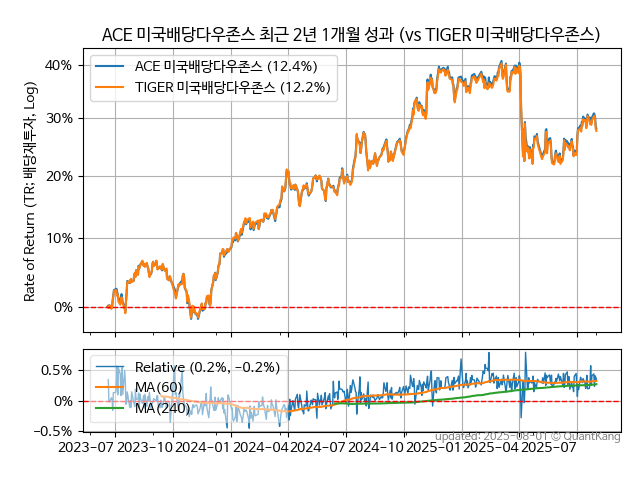 ACE 미국배당다우존스 최근 2년 1개월 성과 (vs TIGER 미국배당다우존스)
Rate of Return (TR: 배당재투자, Log)
40%
30%
20%
10%
0%
ACE 미국배당다우존스 (12.4%)
TIGER 미국배당다우존스 (12.2%)
0.5%
0%
−0.5%
Relative (0.2%, −0.2%)
MA(60)
MA(240)
2023-07 2023-10 2024-01 2024-04 2024-07 2024-10 2025-01 2025-04 2025-07
updated: 2025-08-01 © QuantKang